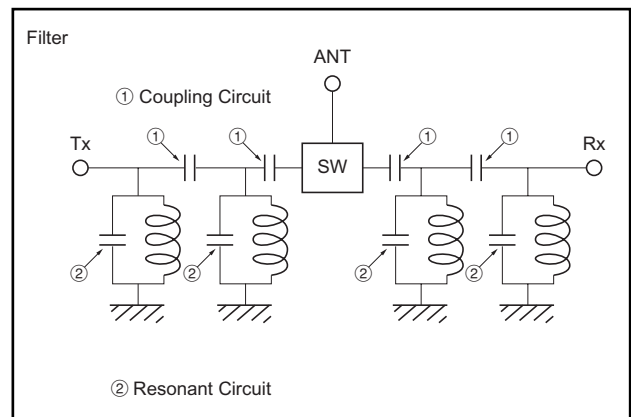 Filter
ANT
① Coupling Circuit
Tx ① ① SW ① ① Rx
② ② ② ②
② Resonant Circuit